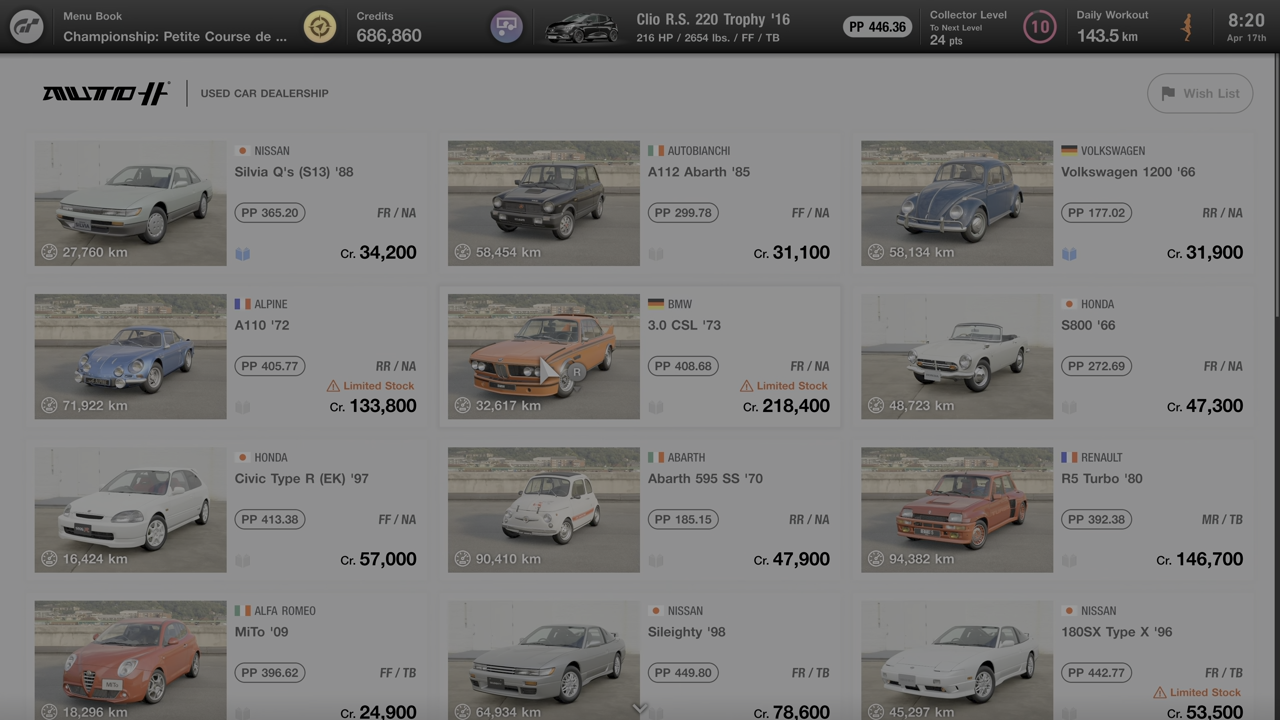 Menu Book
Championship: Petite Course de ...
Credits
686,860
Clio R.S. 220 Trophy '16
216 HP / 2654 lbs. / FF / TB
PP 446.36
Collector Level
To Next Level
24 pts
10
Daily Workout
143.5 km
8:20
Apr 17th
AUTO
USED CAR DEALERSHIP
Wish List
NISSAN
Silvia Q's (S13) '88
PP 365.20
FR / NA
27,760 km
Cr. 34,200
AUTOBIANCHI
A112 Abarth '85
PP 299.78
FF / NA
58,454 km
Cr. 31,100
VOLKSWAGEN
Volkswagen 1200 '66
PP 177.02
RR / NA
58,134 km
Cr. 31,900
ALPINE
A110 '72
PP 405.77
RR / NA
Limited Stock
71,922 km
Cr. 133,800
BMW
3.0 CSL '73
PP 408.68
FR / NA
R
Limited Stock
32,617 km
Cr. 218,400
HONDA
S800 '66
PP 272.69
FR / NA
48,723 km
Cr. 47,300
HONDA
Civic Type R (EK) '97
PP 413.38
FF / NA
16,424 km
Cr. 57,000
ABARTH
Abarth 595 SS '70
PP 185.15
RR / NA
90,410 km
Cr. 47,900
RENAULT
R5 Turbo '80
PP 392.38
MR / TB
94,382 km
Cr. 146,700
ALFA ROMEO
MiTo '09
PP 396.62
FF / TB
18,296 km
Cr. 24,900
NISSAN
Sileighty '98
PP 449.80
FR / TB
64,934 km
Cr. 78,600
NISSAN
180SX Type X '96
PP 442.77
FR / TB
Limited Stock
45,297 km
Cr. 53,500